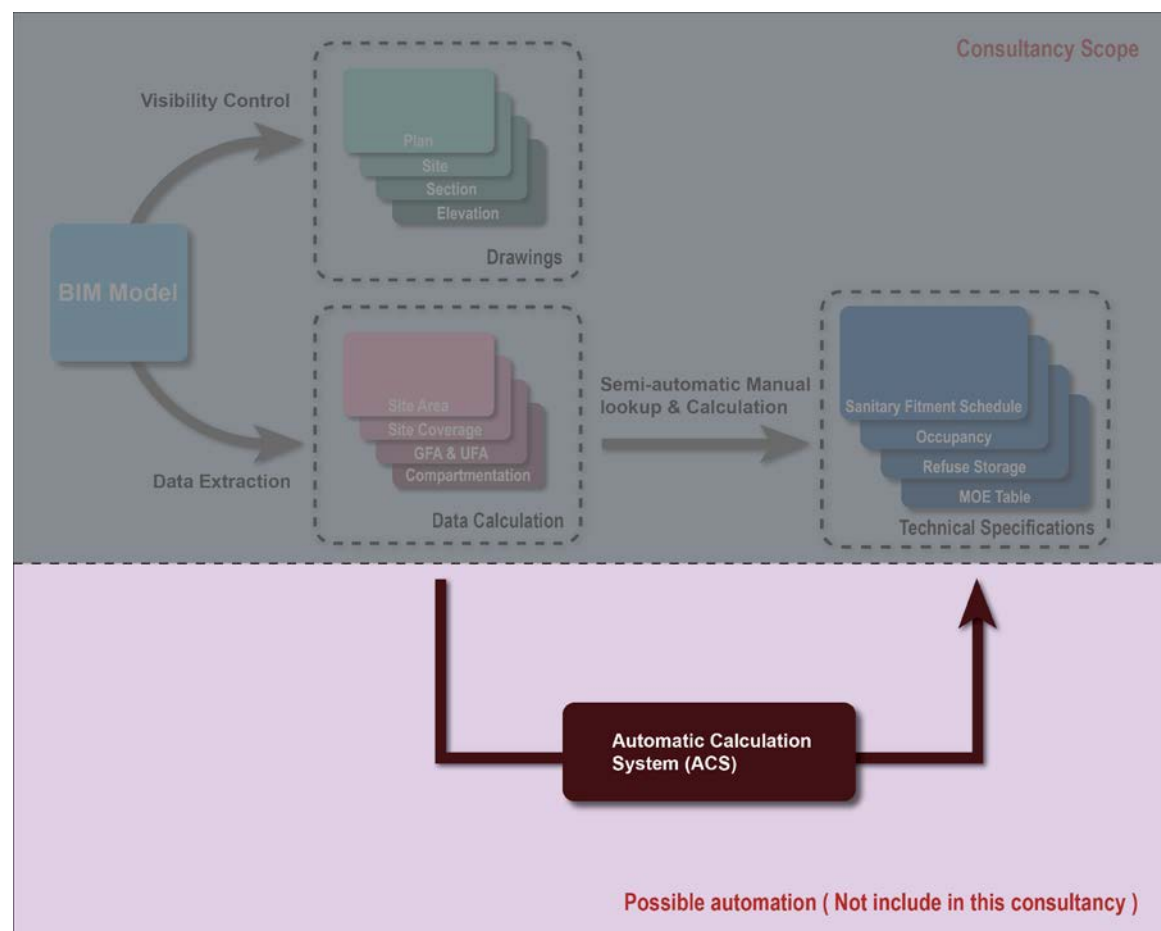 Consultancy Scope
Visibility Control
Plan
Site
Section
Elevation
Drawings
BIM Model
Data Extraction
Site Area
Site Coverage
GFA & UFA
Compartmentation
Data Calculation
Semi-automatic Manual
lookup & Calculation
Sanitary Fitment Schedule
Occupancy
Refuse Storage
MOE Table
Technical Specifications
Automatic Calculation
System (ACS)
Possible automation ( Not include in this consultancy )